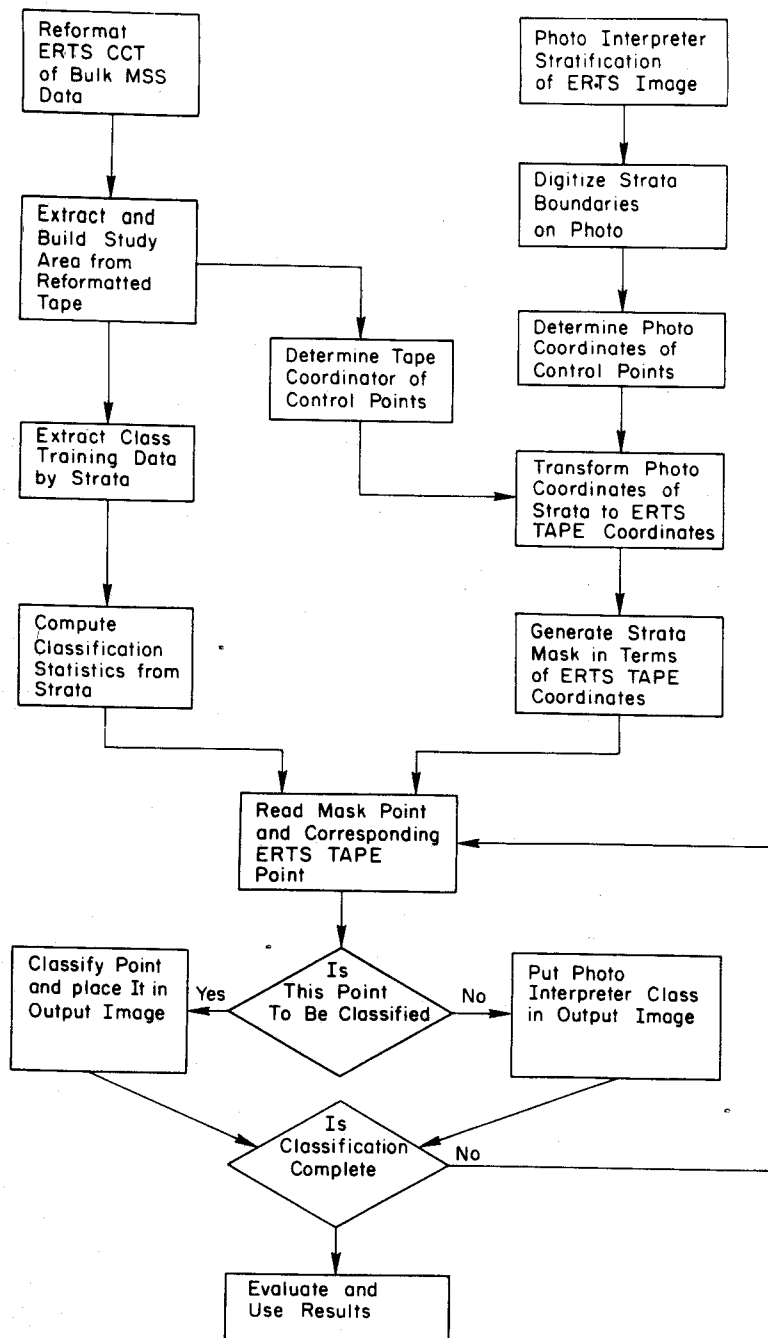 Reformat
ERTS CCT
of Bulk MSS
Data
Photo Interpreter
Stratification
of ERTS Image
Extract and
Build Study
Area from
Reformatted
Tape
Digitize Strata
Boundaries
on Photo
Determine Tape
Coordinator of
Control Points
Determine Photo
Coordinates of
Control Points
Extract Class
Training Data
by Strata
Transform Photo
Coordinates of
Strata to ERTS
TAPE Coordinates
Compute
Classification
Statistics from
Strata
Generate Strata
Mask in Terms
of ERTS TAPE
Coordinates
Read Mask Point
and Corresponding
ERTS TAPE
Point
Is
This Point
To Be Classified
Yes
No
Classify Point
and place It in
Output Image
Put Photo
Interpreter Class
in Output Image
Is
Classification
Complete
No
Evaluate and
Use Results